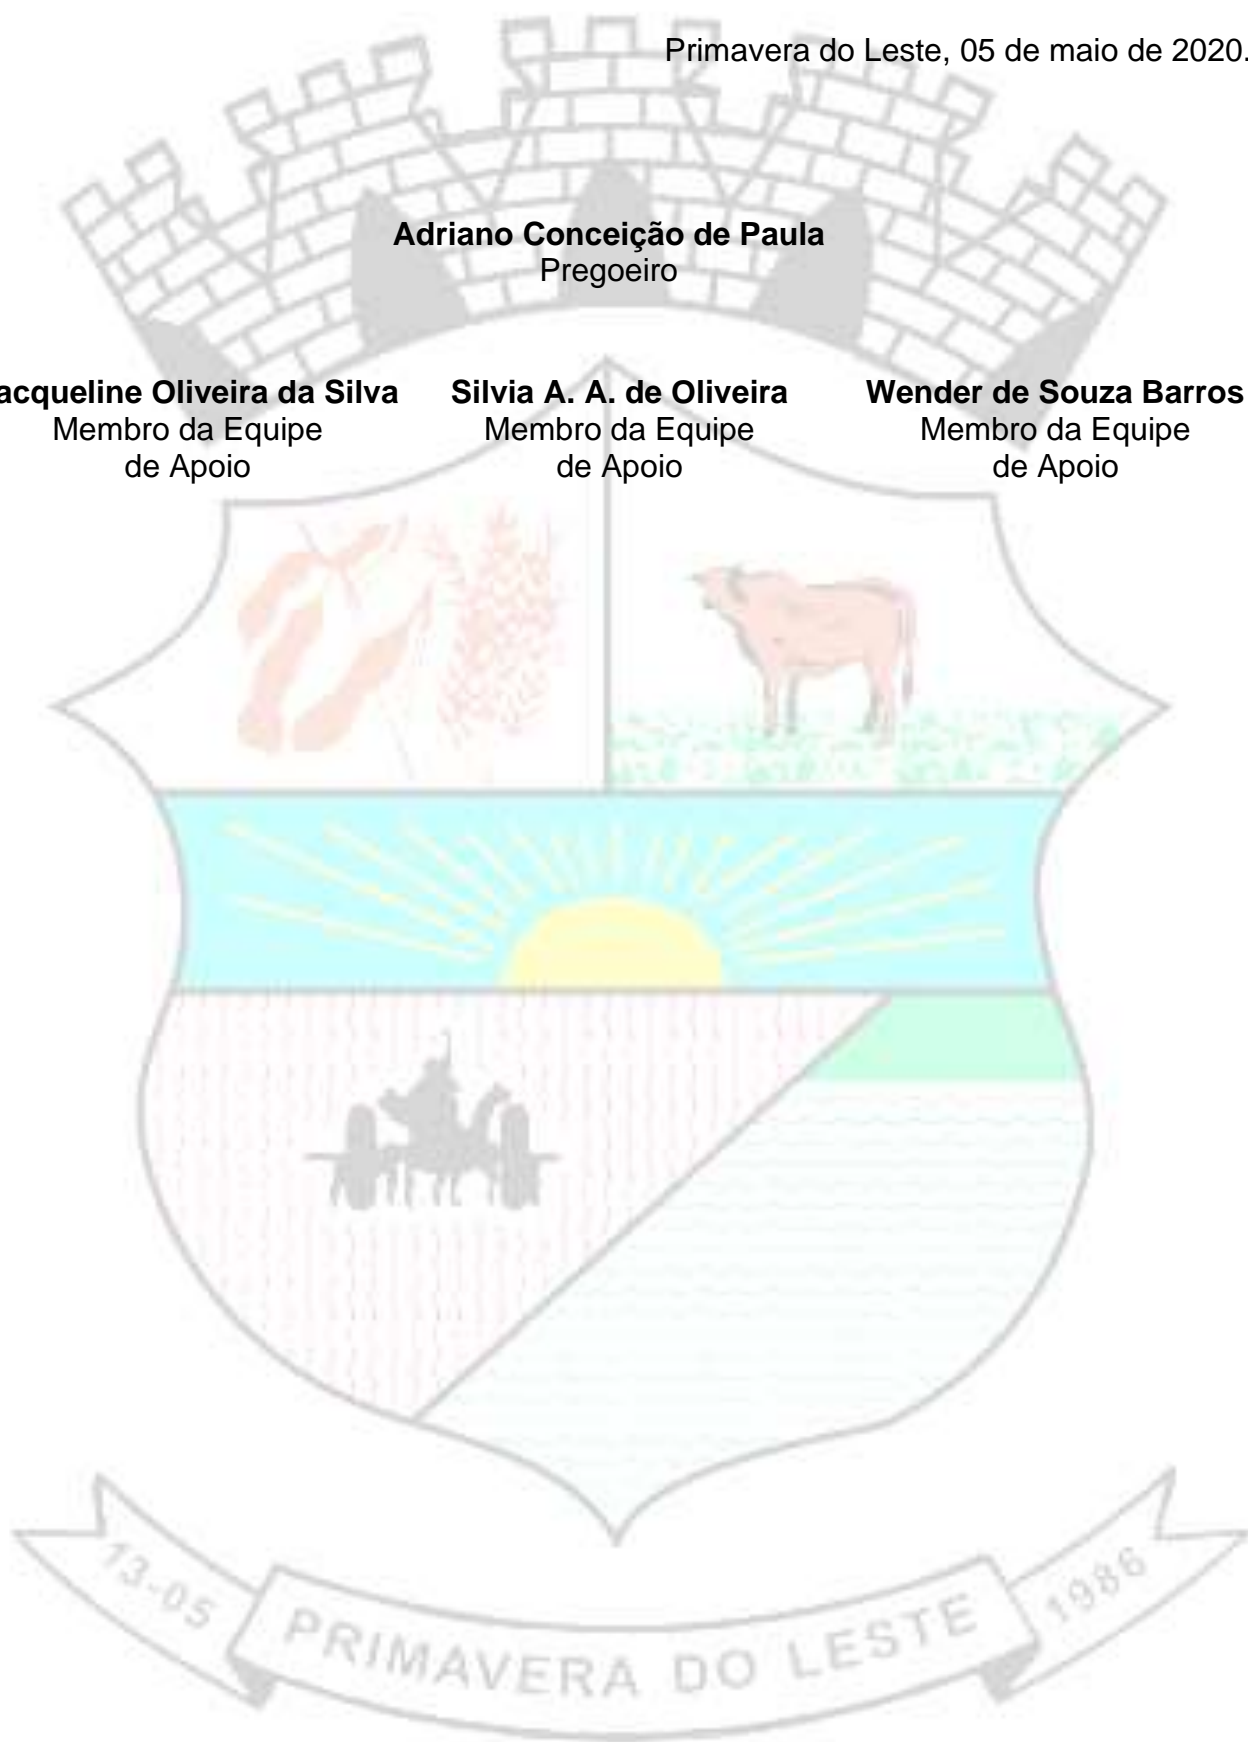 Primavera do Leste, 05 de maio de 2020.
Adriano Conceição de Paula
Pregoeiro
acqueline Oliveira da Silva Silvia A. A. de Oliveira Wender de Souza Barros
Membro da Equipe Membro da Equipe Membro da Equipe
de Apoio de Apoio de Apoio
13-05 PRIMAVERA DO LESTE 1986